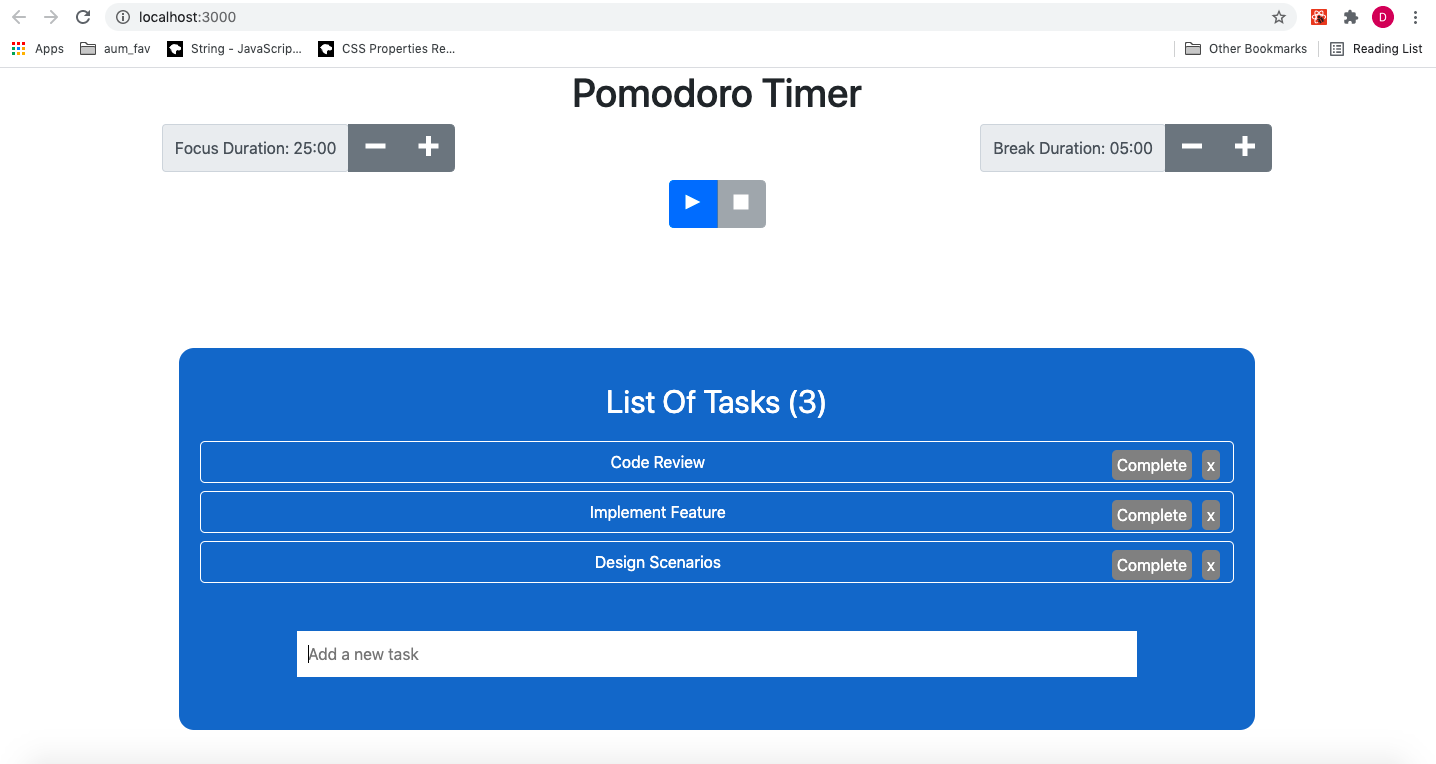 localhost:3000
D
Apps aum_fav String - JavaScrip... CSS Properties Re... Other Bookmarks Reading List
Pomodoro Timer
Focus Duration: 25:00
Break Duration: 05:00
List Of Tasks (3)
Code Review Complete x
Implement Feature Complete x
Design Scenarios Complete x
Add a new task